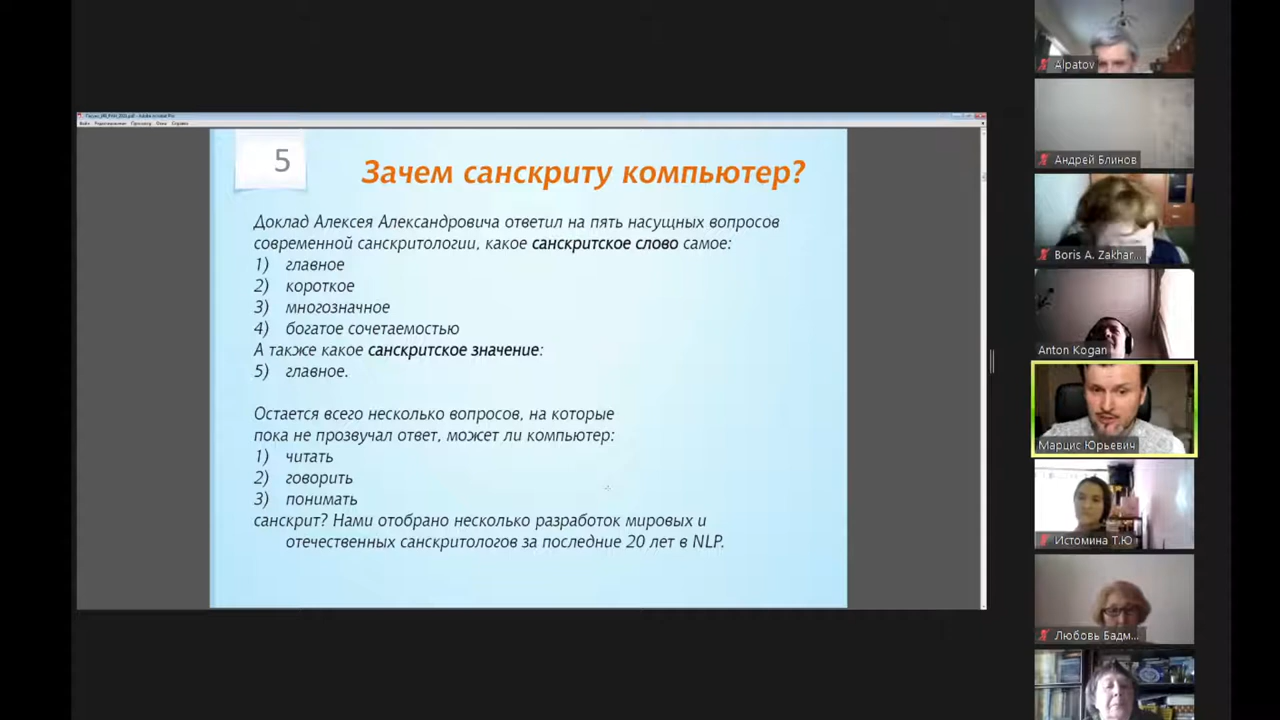 5
Зачем санскриту компьютер?
Доклад Алексея Александровича ответил на пять насущных вопросов
современной санскритологии, какое санскритское слово самое:
1) главное
2) короткое
3) многозначное
4) богатое сочетаемостью
А также какое санскритское значение:
5) главное.
Остается всего несколько вопросов, на которые
пока не прозвучал ответ, может ли компьютер:
1) читать
2) говорить
3) понимать
санскрит? Нами отобрано несколько разработок мировых и
отечественных санскритологов за последние 20 лет в NLP.
Alpatov
Андрей Блинов
Boris A. Zakhar...
Anton Kogan
Марцис Юрьевич
Истомина Т.Ю
Любовь Бадм...